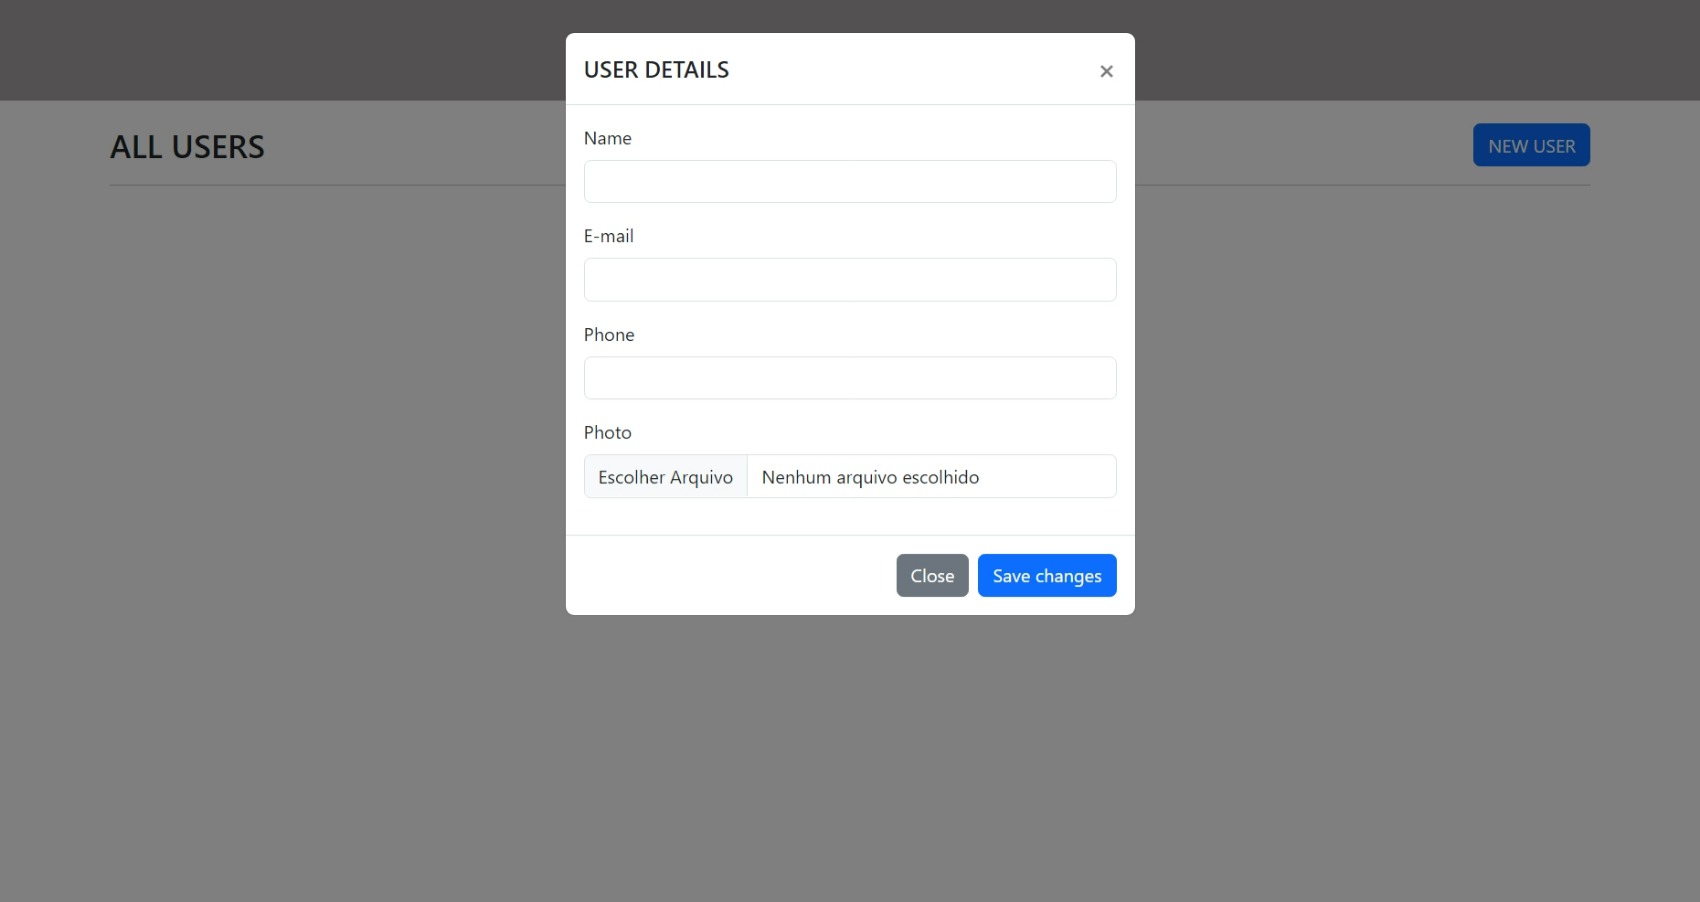 USER DETAILS ×
ALL USERS
NEW USER
Name
E-mail
Phone
Photo
Escolher Arquivo Nenhum arquivo escolhido
Close Save changes